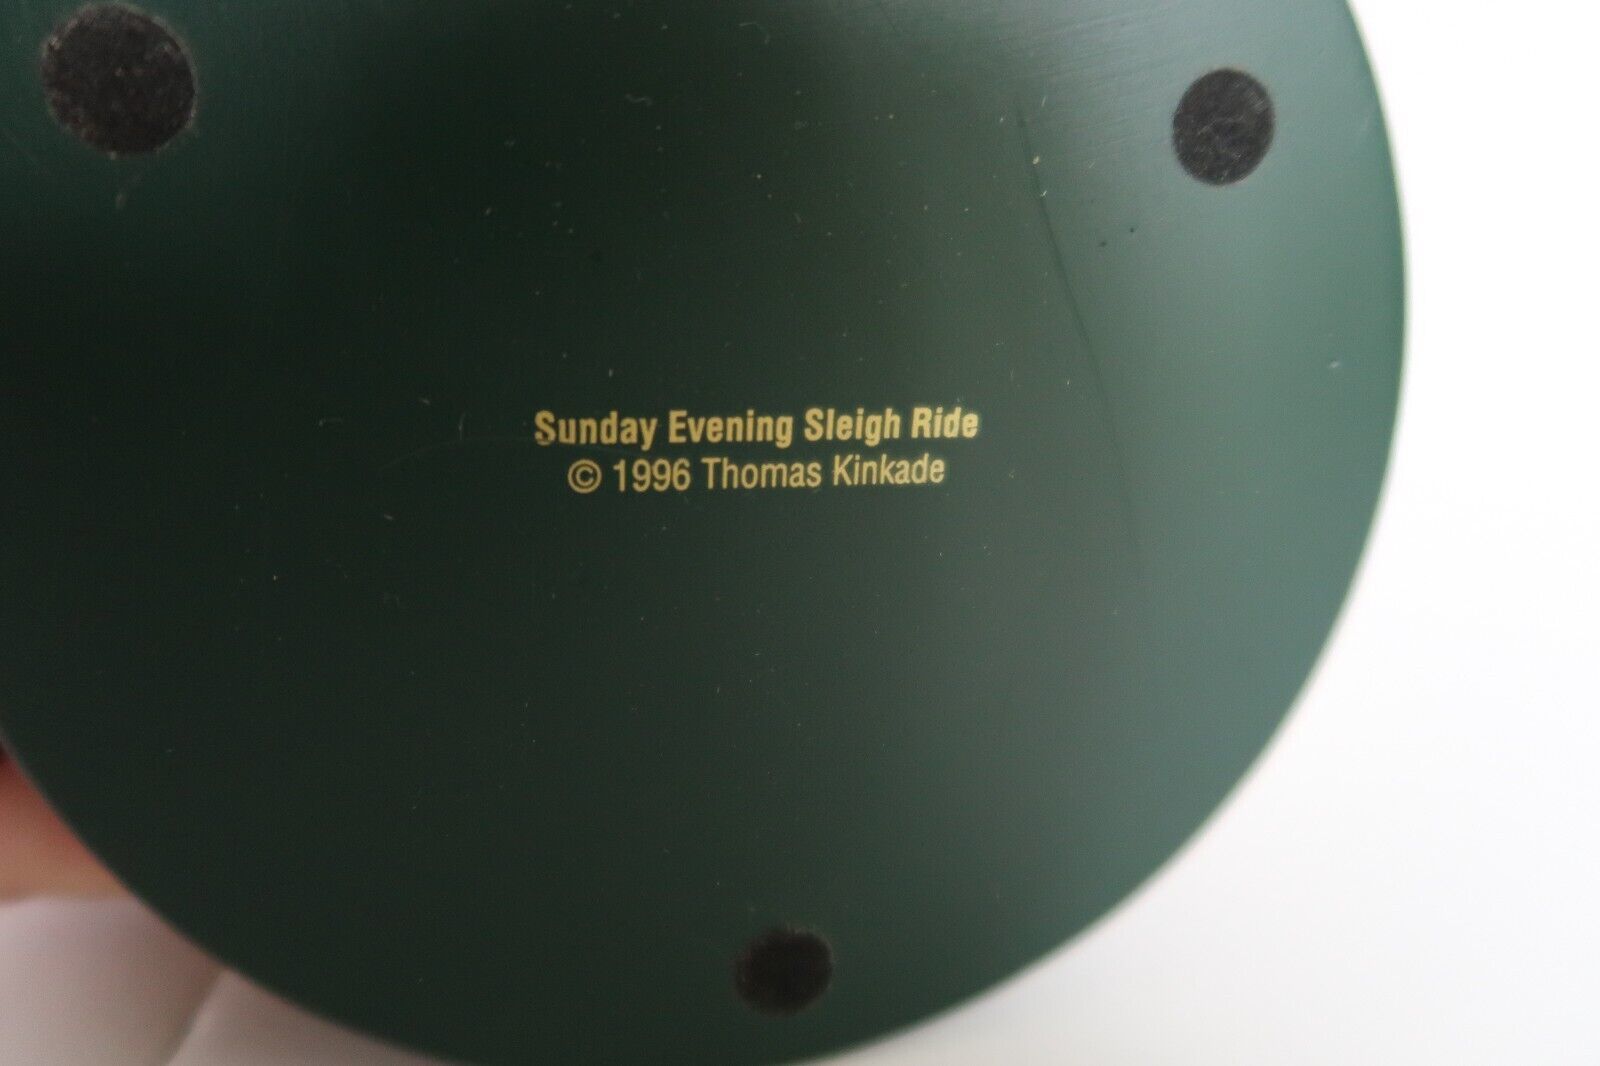 Sunday Evening Sleigh Ride
© 1996 Thomas Kinkade